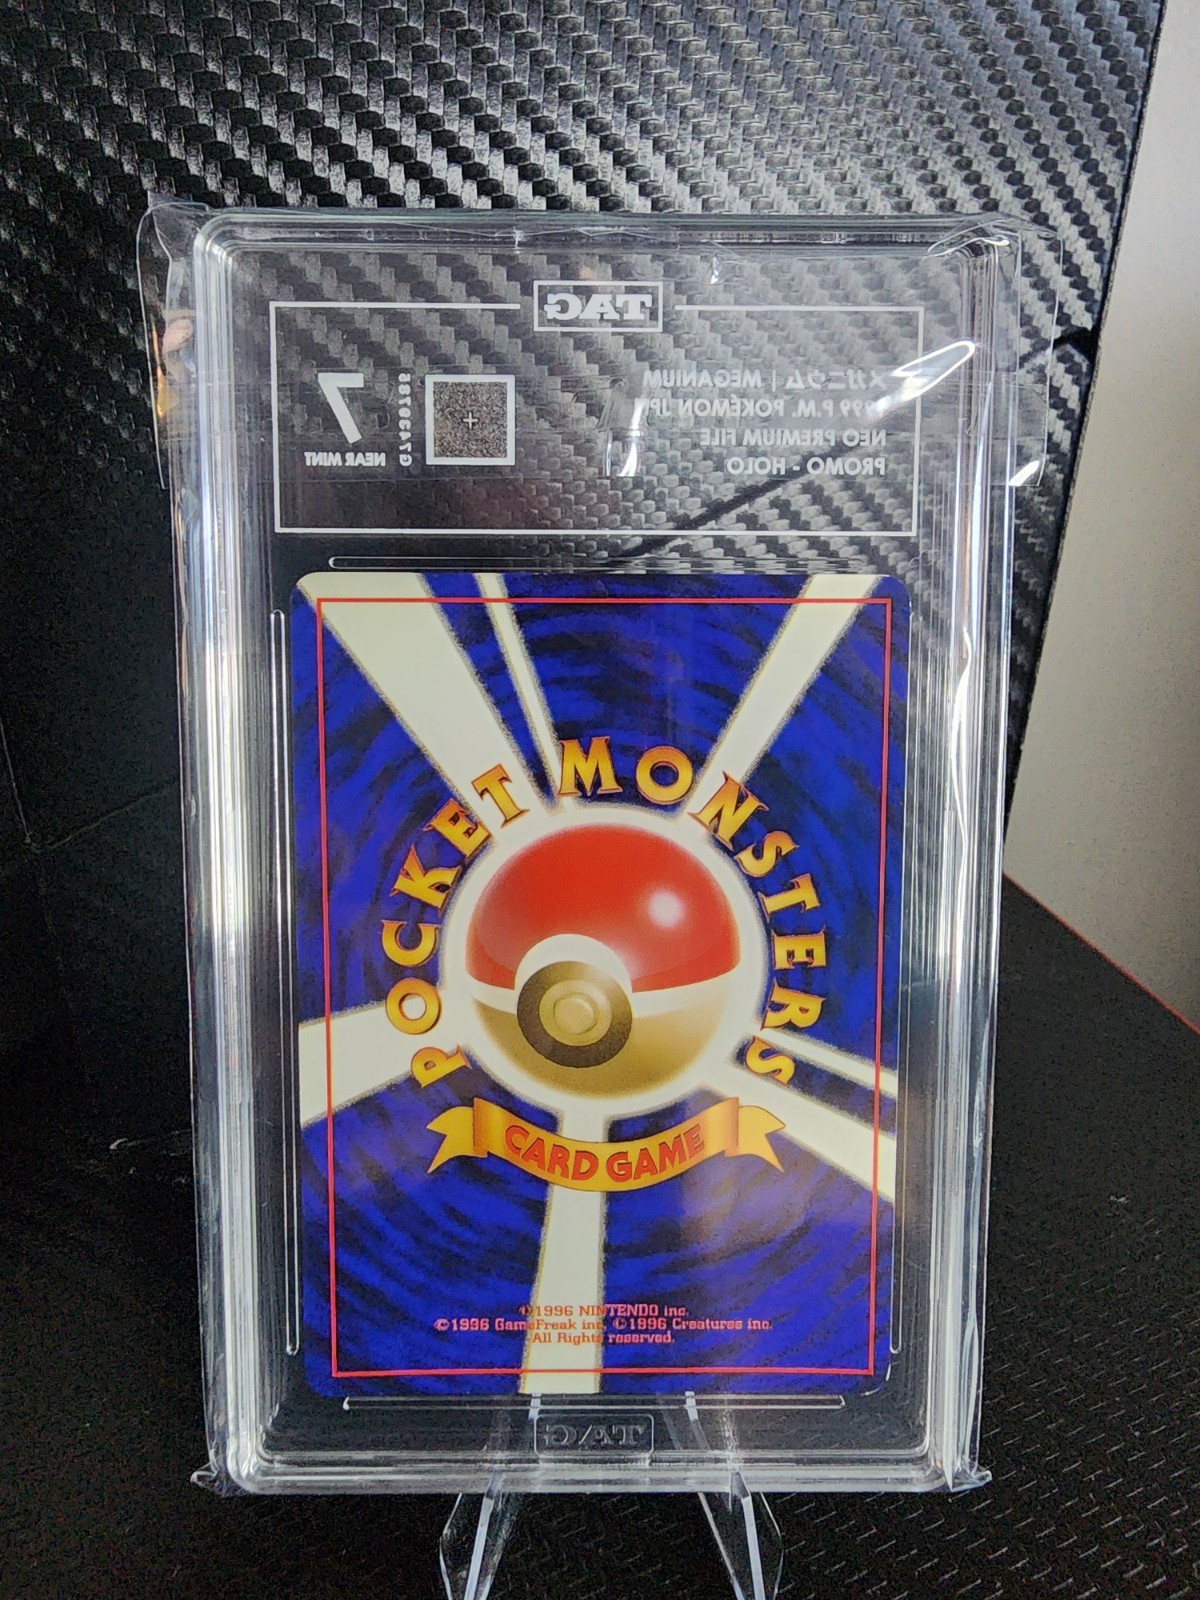 TAG
メガニウム | MEGANIUM
1999 P.M. POKÉMON JPN
NEO PREMIUM FILE
PROMO - HOLO
7
NEAR MINT
POCKET MONSTERS
CARD GAME
©1996 NINTENDO inc.
©1996 GameFreak inc. ©1996 Creatures inc.
All Rights reserved.
TAG